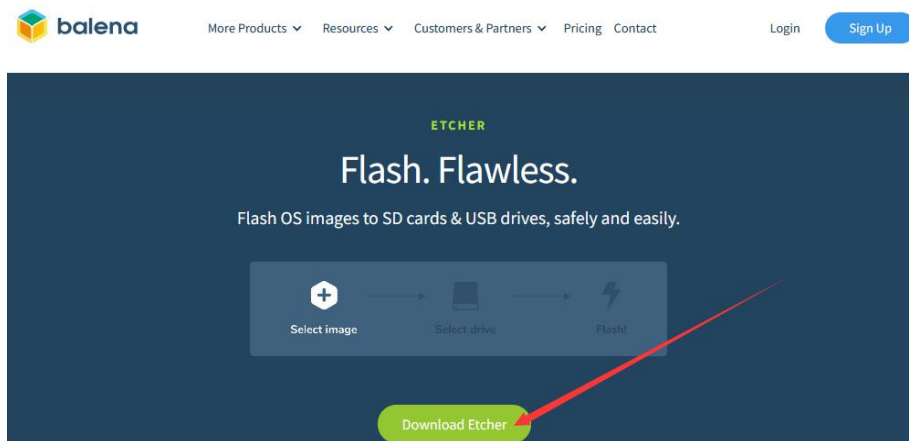 balena More Products Resources Customers & Partners Pricing Contact Login Sign Up
ETCHER
Flash. Flawless.
Flash OS images to SD cards & USB drives, safely and easily.
Select image Select drive Flash!
Download Etcher